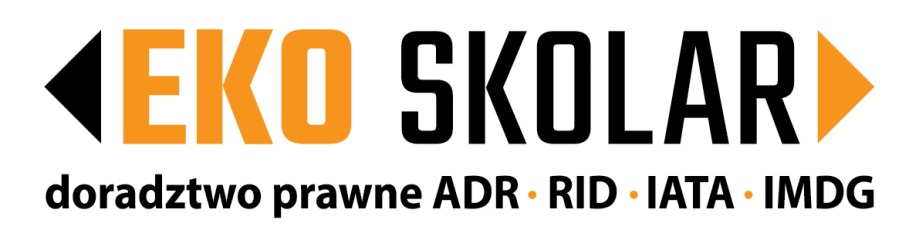 EKO SKOLAR
doradztwo prawne ADR • RID • IATA • IMDG